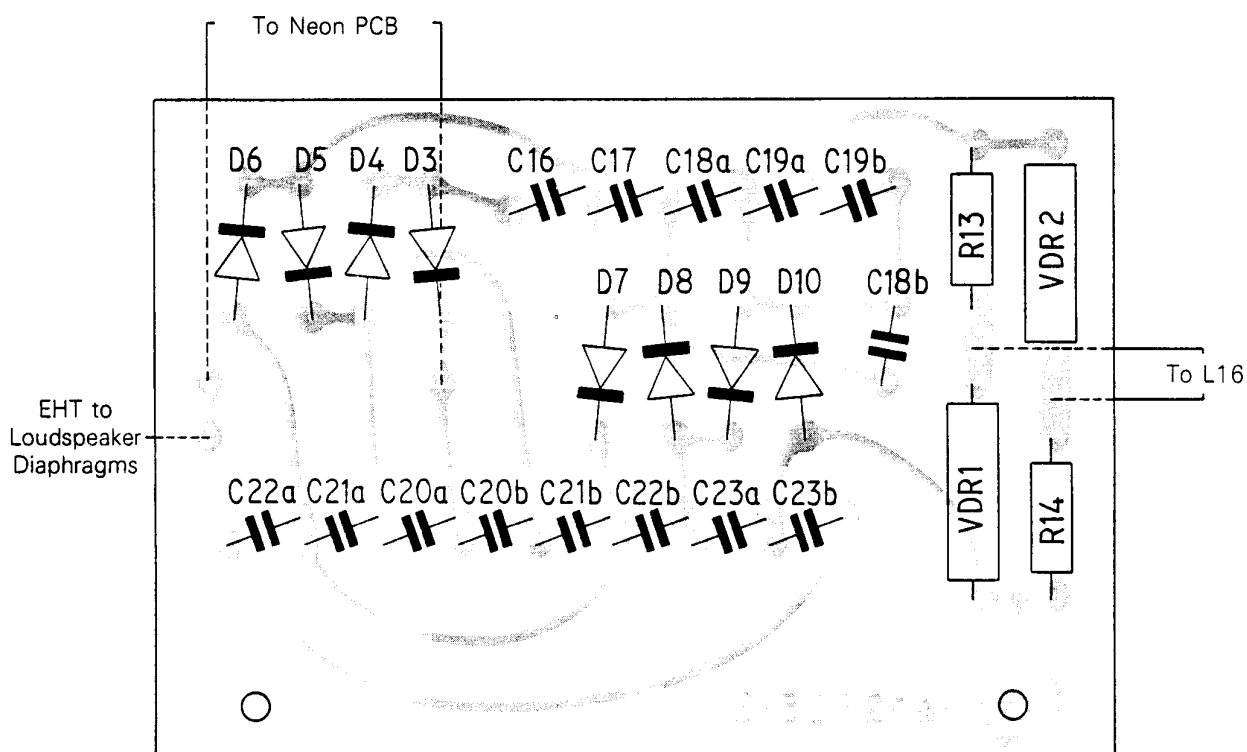 To Neon PCB
D6 D5 D4 D3 C16 C17 C18a C19a C19b
R13
VDR2
D7 D8 D9 D10 C18b
To L16
EHT to
Loudspeaker
Diaphragms
C22a C21a C20a C20b C21b C22b C23a C23b
VDR1
R14